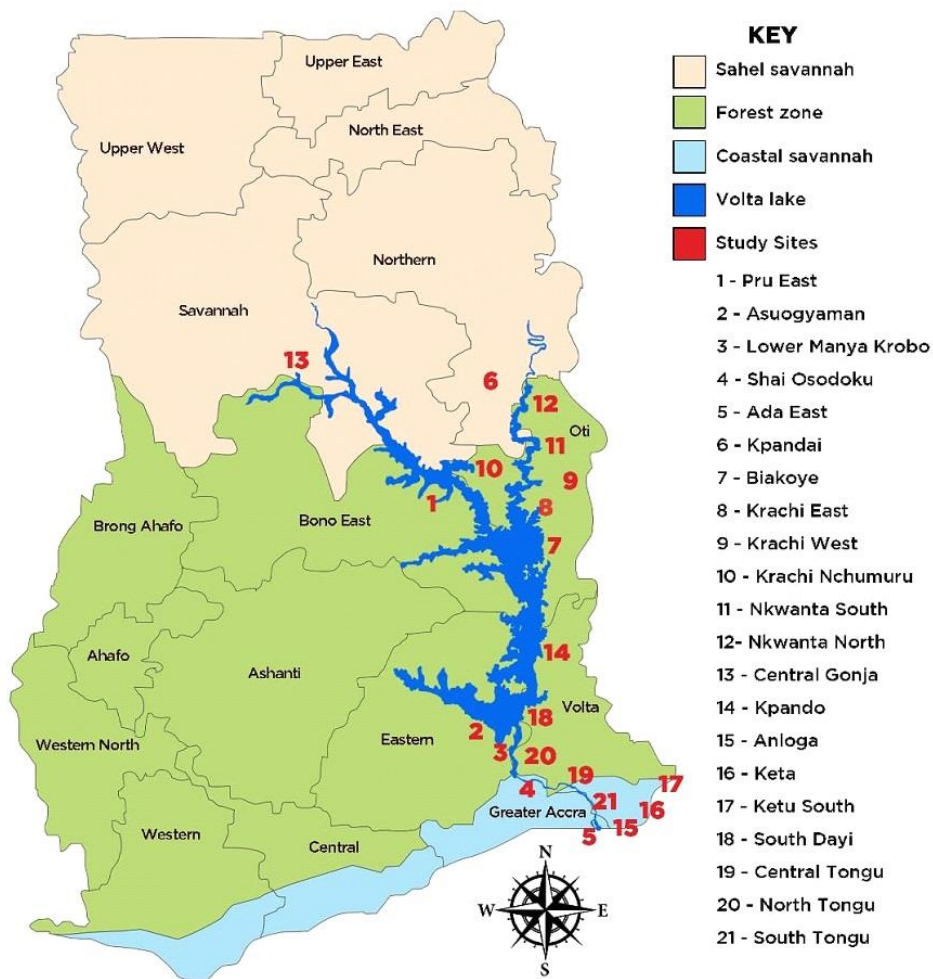 KEY
Sahel savannah
Forest zone
Coastal savannah
Volta lake
Study Sites
1 - Pru East
2 - Asuogyaman
3 - Lower Manya Krobo
4 - Shai Osodoku
5 - Ada East
6 - Kpandai
7 - Biakoye
8 - Krachi East
9 - Krachi West
10 - Krachi Nchumuru
11 - Nkwanta South
12- Nkwanta North
13 - Central Gonja
14 - Kpando
15 - Anloga
16 - Keta
17 - Ketu South
18 - South Dayi
19 - Central Tongu
20 - North Tongu
21 - South Tongu
Upper East
North East
Upper West
Northern
Savannah
13
6
12
Oti
11
10
9
1
8
Bono East
Brong Ahafo
7
14
Ahafo
Ashanti
Volta
18
2
Eastern
Western North
3
20
19
17
4
21
16
Greater Accra
15
5
Western
Central
N
W
E
S